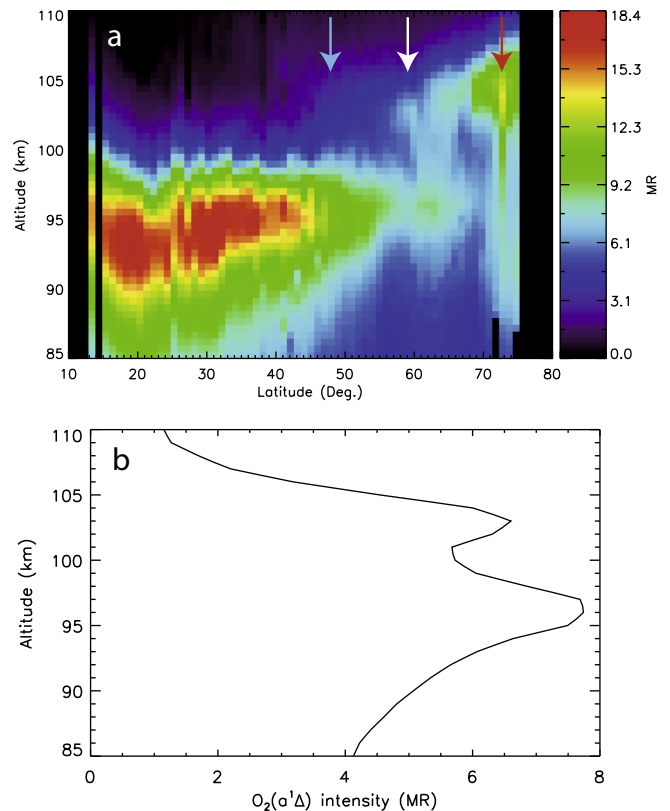 a
110
105
100
95
90
85
Altitude (km)
10 20 30 40 50 60 70 80
Latitude (Deg.)
18.4
15.3
12.3
9.2
6.1
3.1
0.0
MR
b
110
105
100
95
90
85
Altitude (km)
0 2 4 6 8
O₂(a¹Δ) intensity (MR)